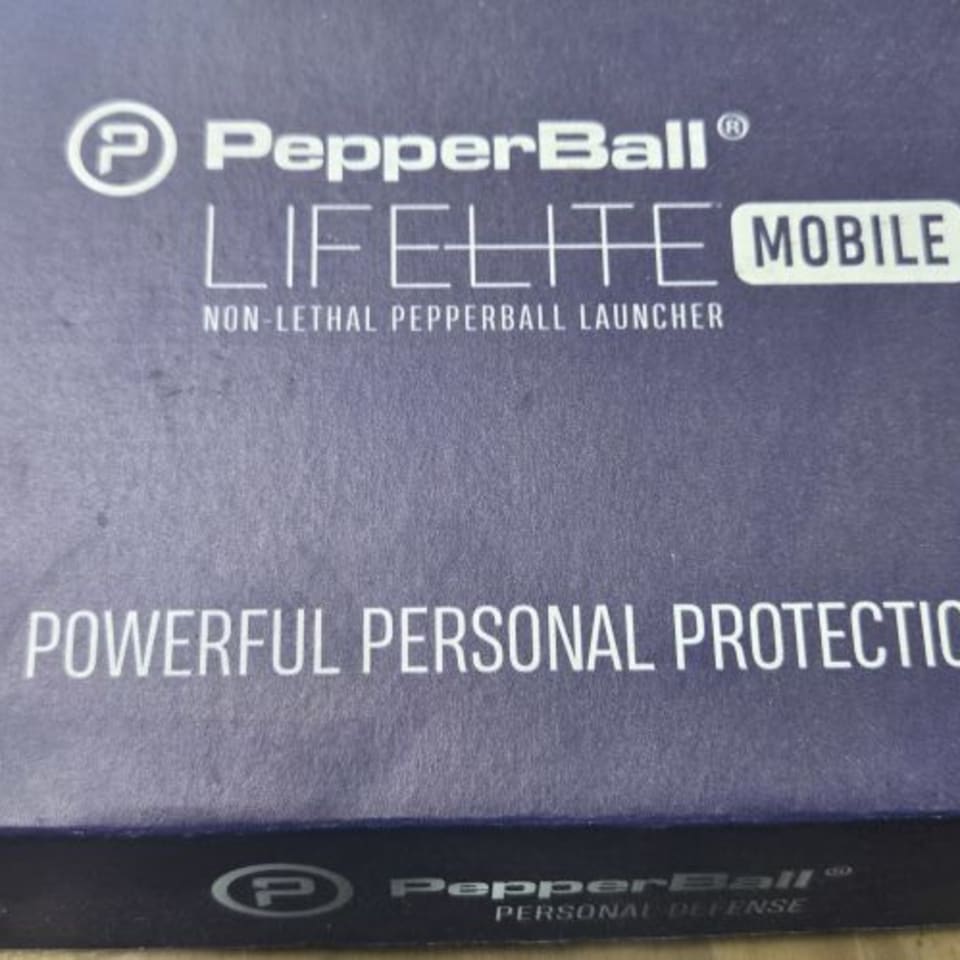 PepperBall®
LIFELITE MOBILE
NON-LETHAL PEPPERBALL LAUNCHER
POWERFUL PERSONAL PROTECTIO
PepperBall®
PERSONAL DEFENSE